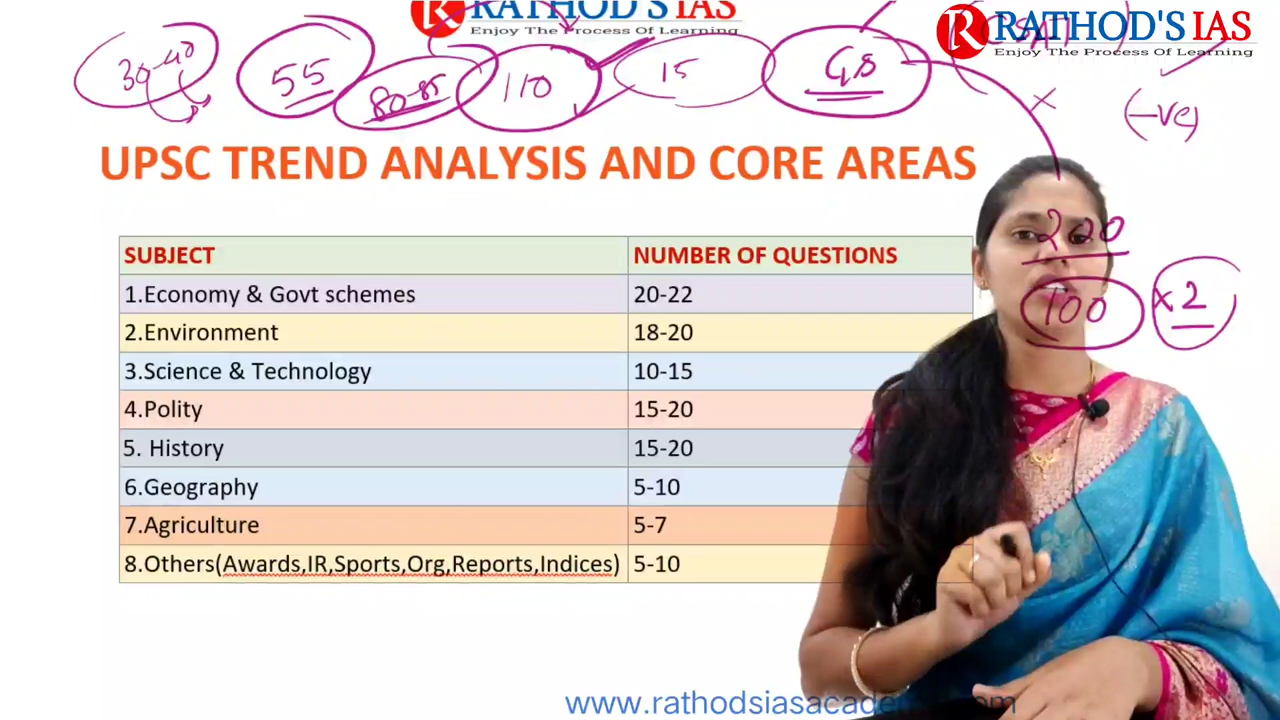 RATHOD'S IAS
Enjoy The Process Of Learning
RATHOD'S IAS
Enjoy The Process Of Learning
30-40 55 80-85 110 15 GS
(-ve)
UPSC TREND ANALYSIS AND CORE AREAS
200
100 × 2
SUBJECT NUMBER OF QUESTIONS
1.Economy & Govt schemes 20-22
2.Environment 18-20
3.Science & Technology 10-15
4.Polity 15-20
5. History 15-20
6.Geography 5-10
7.Agriculture 5-7
8.Others(Awards,IR,Sports,Org,Reports,Indices) 5-10